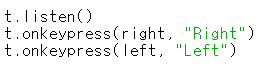 t.listen()
t.onkeypress(right, "Right")
t.onkeypress(left, "Left")